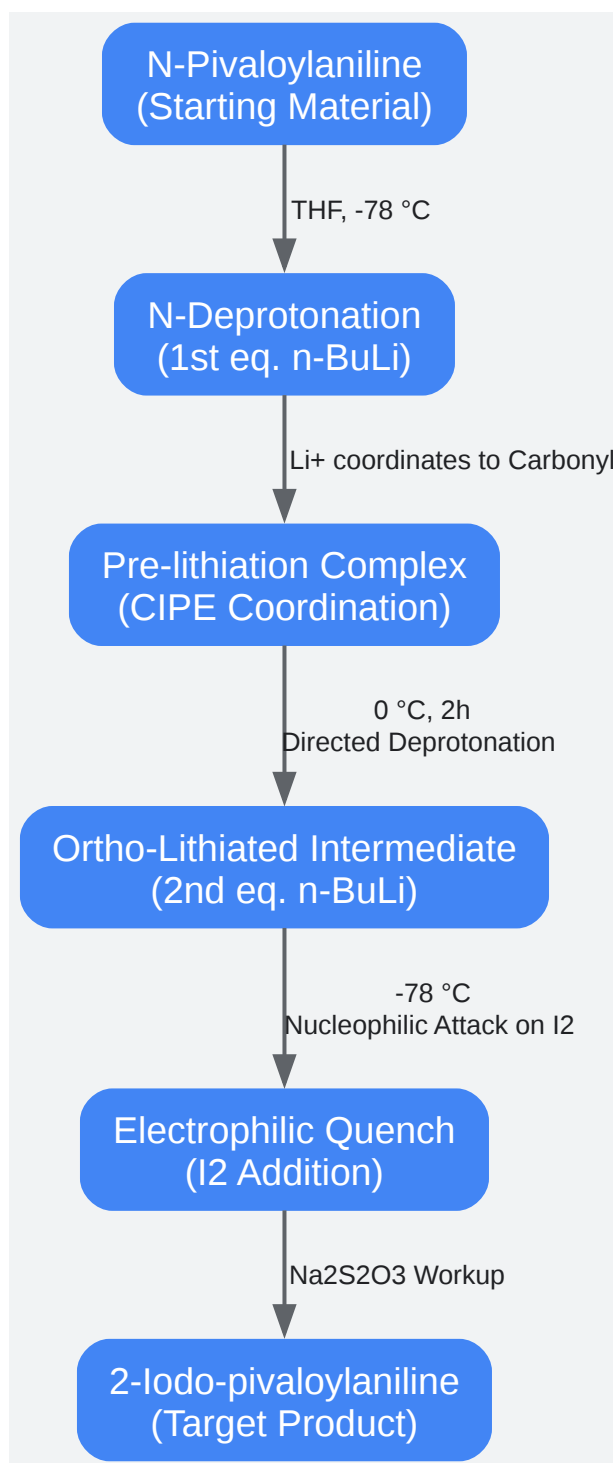 N-Pivaloylaniline
(Starting Material)
THF, -78 °C
N-Deprotonation
(1st eq. n-BuLi)
Li+ coordinates to Carbonyl
Pre-lithiation Complex
(CIPE Coordination)
0 °C, 2h
Directed Deprotonation
Ortho-Lithiated Intermediate
(2nd eq. n-BuLi)
-78 °C
Nucleophilic Attack on I2
Electrophilic Quench
(I2 Addition)
Na2S2O3 Workup
2-Iodo-pivaloylaniline
(Target Product)